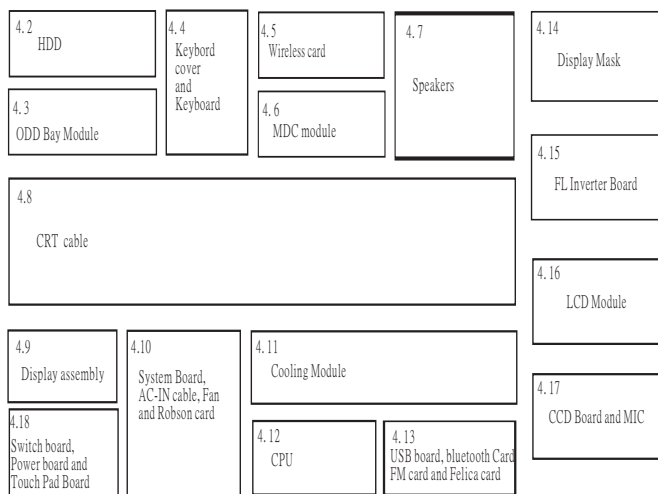 4.2
HDD
4.3
ODD Bay Module
4.4
Keybord
cover
and
Keyboard
4.5
Wireless card
4.6
MDC module
4.7
Speakers
4.8
CRT cable
4.9
Display assembly
4.18
Switch board,
Power board and
Touch Pad Board
4.10
System Board,
AC-IN cable, Fan
and Robson card
4.11
Cooling Module
4.12
CPU
4.13
USB board, bluetooth Card
FM card and Felica card
4.14
Display Mask
4.15
FL Inverter Board
4.16
LCD Module
4.17
CCD Board and MIC